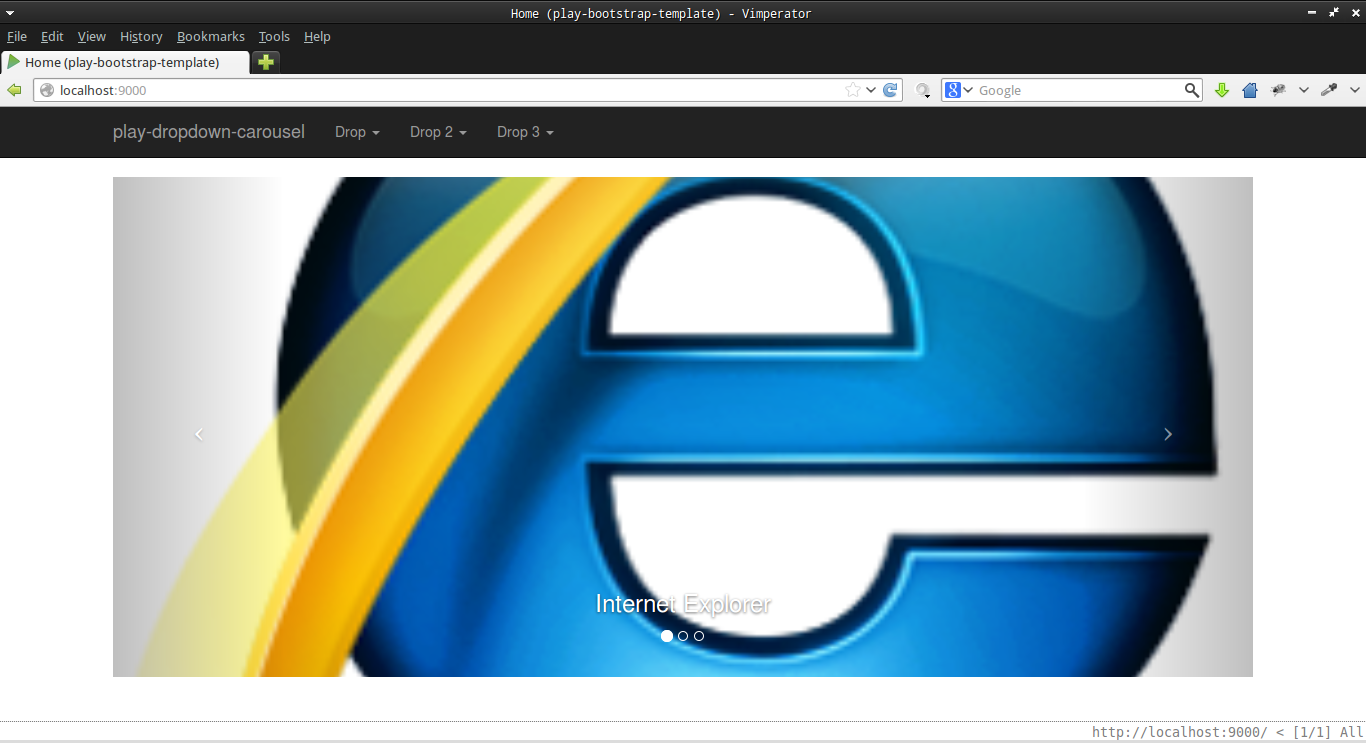 Home (play-bootstrap-template) - Vimperator
File Edit View History Bookmarks Tools Help
Home (play-bootstrap-template)
localhost:9000
Google
play-dropdown-carousel Drop Drop 2 Drop 3
Internet Explorer
http://localhost:9000/ < [1/1] All